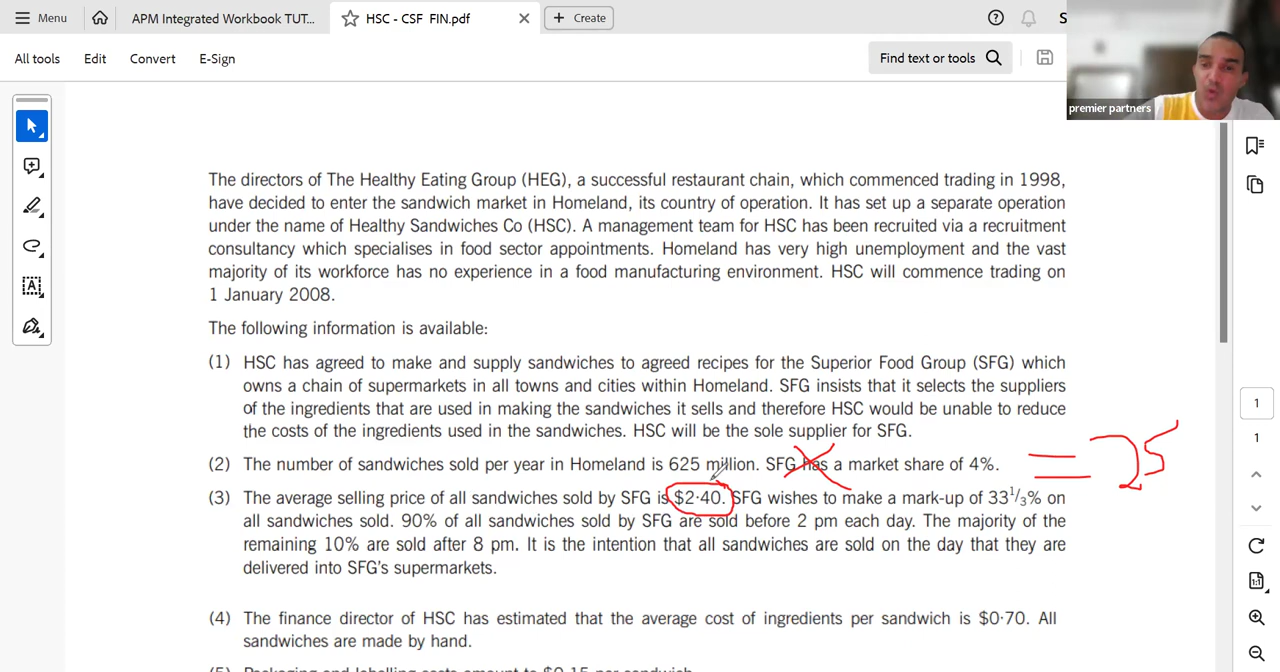 Menu
APM Integrated Workbook TUT...
HSC - CSF FIN.pdf
Create
S
All tools
Edit
Convert
E-Sign
Find text or tools
premier partners
The directors of The Healthy Eating Group (HEG), a successful restaurant chain, which commenced trading in 1998,
have decided to enter the sandwich market in Homeland, its country of operation. It has set up a separate operation
under the name of Healthy Sandwiches Co (HSC). A management team for HSC has been recruited via a recruitment
consultancy which specialises in food sector appointments. Homeland has very high unemployment and the vast
majority of its workforce has no experience in a food manufacturing environment. HSC will commence trading on
1 January 2008.
The following information is available:
(1) HSC has agreed to make and supply sandwiches to agreed recipes for the Superior Food Group (SFG) which
owns a chain of supermarkets in all towns and cities within Homeland. SFG insists that it selects the suppliers
of the ingredients that are used in making the sandwiches it sells and therefore HSC would be unable to reduce
the costs of the ingredients used in the sandwiches. HSC will be the sole supplier for SFG.
(2) The number of sandwiches sold per year in Homeland is 625 million. SFG has a market share of 4%. = 25
(3) The average selling price of all sandwiches sold by SFG is $2·40. SFG wishes to make a mark-up of 33 1/3% on
all sandwiches sold. 90% of all sandwiches sold by SFG are sold before 2 pm each day. The majority of the
remaining 10% are sold after 8 pm. It is the intention that all sandwiches are sold on the day that they are
delivered into SFG's supermarkets.
(4) The finance director of HSC has estimated that the average cost of ingredients per sandwich is $0·70. All
sandwiches are made by hand.
(5) Packaging and labelling costs amount to $0·15 per sandwich.
1
1